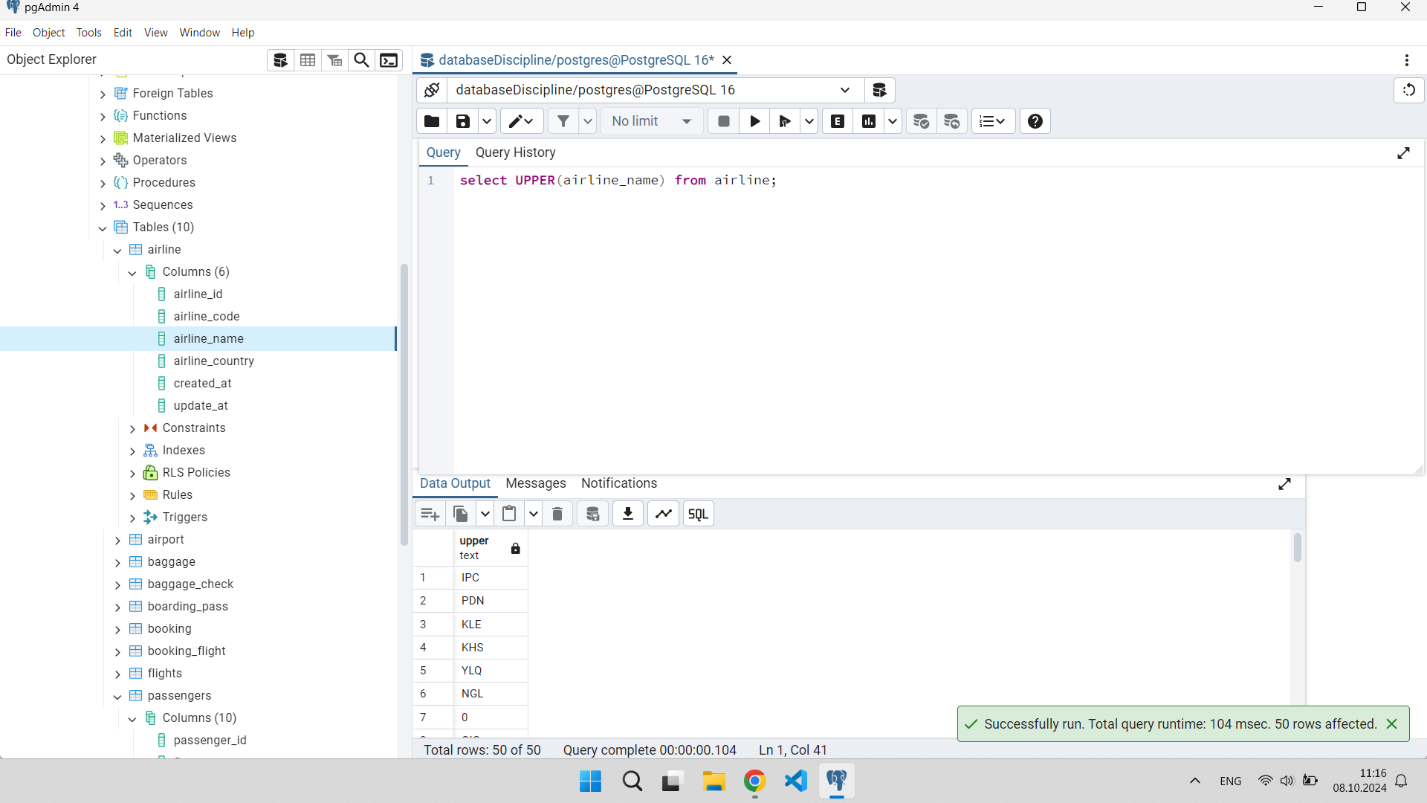 pgAdmin 4
File Object Tools Edit View Window Help
Object Explorer
databaseDiscipline/postgres@PostgreSQL 16*
databaseDiscipline/postgres@PostgreSQL 16
No limit
E
Query Query History
1 select UPPER(airline_name) from airline;
Foreign Tables
Functions
Materialized Views
Operators
Procedures
1..3 Sequences
Tables (10)
airline
Columns (6)
airline_id
airline_code
airline_name
airline_country
created_at
update_at
Constraints
Indexes
RLS Policies
Rules
Triggers
airport
baggage
baggage_check
boarding_pass
booking
booking_flight
flights
passengers
Columns (10)
passenger_id
Data Output Messages Notifications
SQL
upper
text
1 IPC
2 PDN
3 KLE
4 KHS
5 YLQ
6 NGL
7 0
Successfully run. Total query runtime: 104 msec. 50 rows affected.
Total rows: 50 of 50 Query complete 00:00:00.104 Ln 1, Col 41
ENG
11:16
08.10.2024